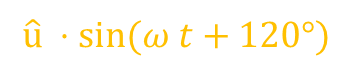 û · sin(ω t + 120°)